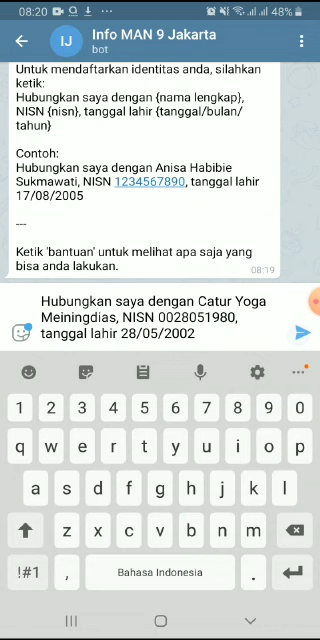 08:20
48%
IJ
Info MAN 9 Jakarta
bot
Untuk mendaftarkan identitas anda, silahkan
ketik:
Hubungkan saya dengan {nama lengkap},
NISN {nisn}, tanggal lahir {tanggal/bulan/
tahun}
Contoh:
Hubungkan saya dengan Anisa Habibie
Sukmawati, NISN 1234567890, tanggal lahir
17/08/2005
---
Ketik 'bantuan' untuk melihat apa saja yang
bisa anda lakukan.
08:19
Hubungkan saya dengan Catur Yoga
Meiningdias, NISN 0028051980,
tanggal lahir 28/05/2002
1 2 3 4 5 6 7 8 9 0
q w e r t y u i o p
a s d f g h j k l
z x c v b n m
!#1 , Bahasa Indonesia .